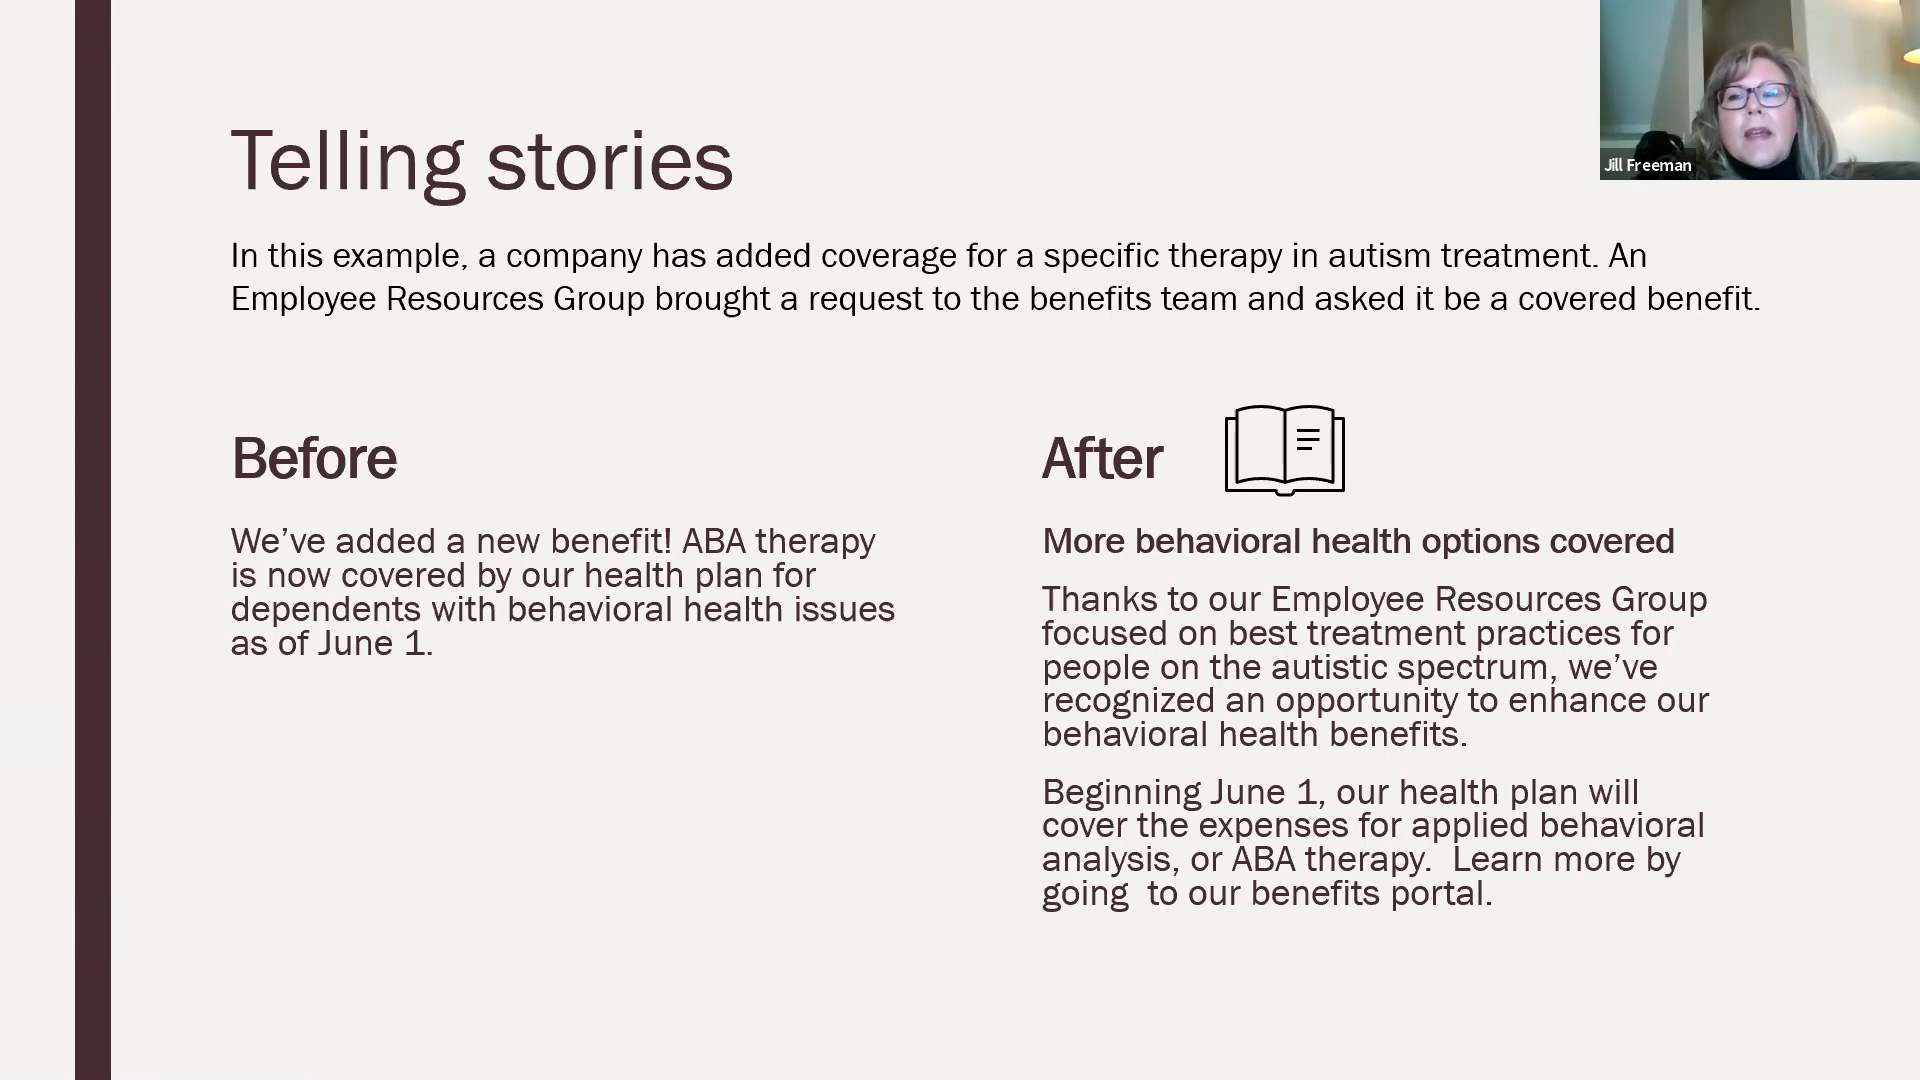 Jill Freeman
Telling stories
In this example, a company has added coverage for a specific therapy in autism treatment. An
Employee Resources Group brought a request to the benefits team and asked it be a covered benefit.
Before
We’ve added a new benefit! ABA therapy
is now covered by our health plan for
dependents with behavioral health issues
as of June 1.
After
More behavioral health options covered
Thanks to our Employee Resources Group
focused on best treatment practices for
people on the autistic spectrum, we’ve
recognized an opportunity to enhance our
behavioral health benefits.
Beginning June 1, our health plan will
cover the expenses for applied behavioral
analysis, or ABA therapy.  Learn more by
going  to our benefits portal.